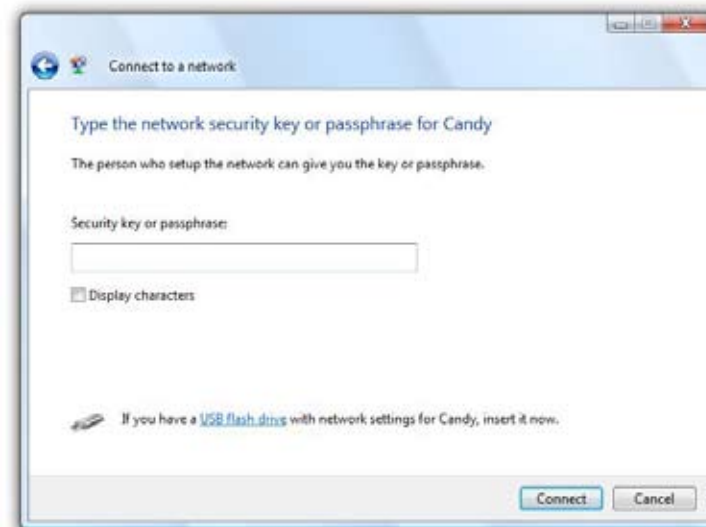 Connect to a network
Type the network security key or passphrase for Candy
The person who setup the network can give you the key or passphrase.
Security key or passphrase:
Display characters
If you have a USB flash drive with network settings for Candy, insert it now.
Connect Cancel